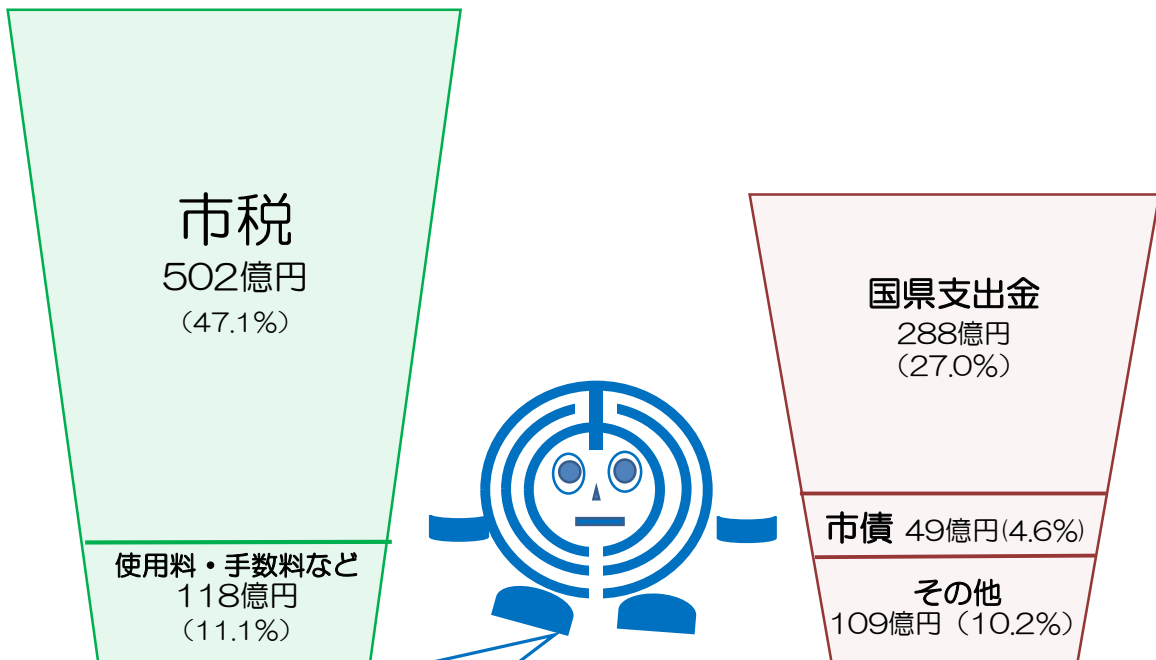 市税
502億円
（47.1%）
使用料・手数料など
118億円
（11.1%）
国県支出金
288億円
（27.0%）
市債 49億円(4.6%)
その他
109億円（10.2%）